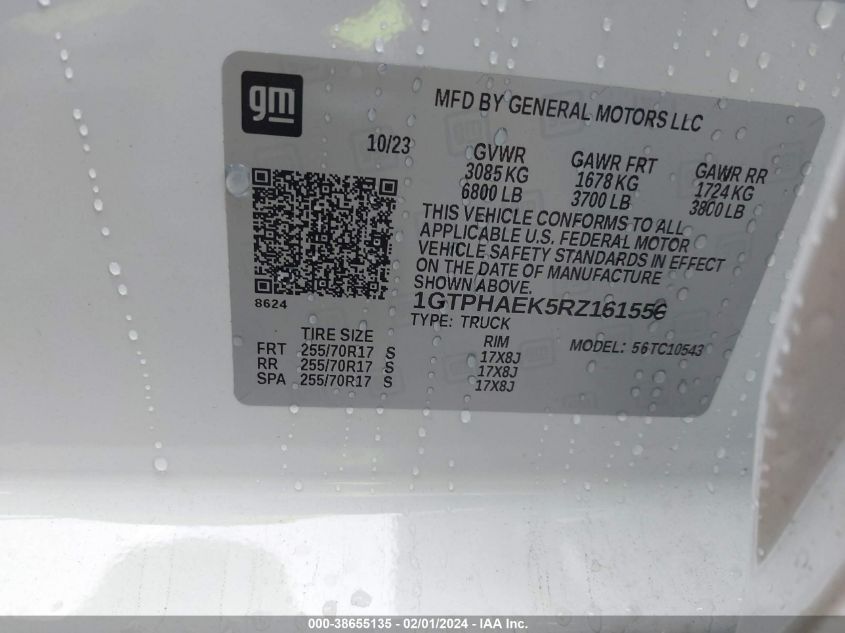 gm
MFD BY GENERAL MOTORS LLC
10/23
GVWR GAWR FRT GAWR RR
3085 KG 1678 KG 1724 KG
6800 LB 3700 LB 3800 LB
THIS VEHICLE CONFORMS TO ALL
APPLICABLE U.S. FEDERAL MOTOR
VEHICLE SAFETY STANDARDS IN EFFECT
ON THE DATE OF MANUFACTURE
SHOWN ABOVE.
8624
1GTPHAEK5RZ161556
TYPE: TRUCK
TIRE SIZE RIM MODEL: 56TC10543
FRT 255/70R17 S 17X8J
RR 255/70R17 S 17X8J
SPA 255/70R17 S 17X8J
000-38655135 - 02/01/2024 - IAA Inc.